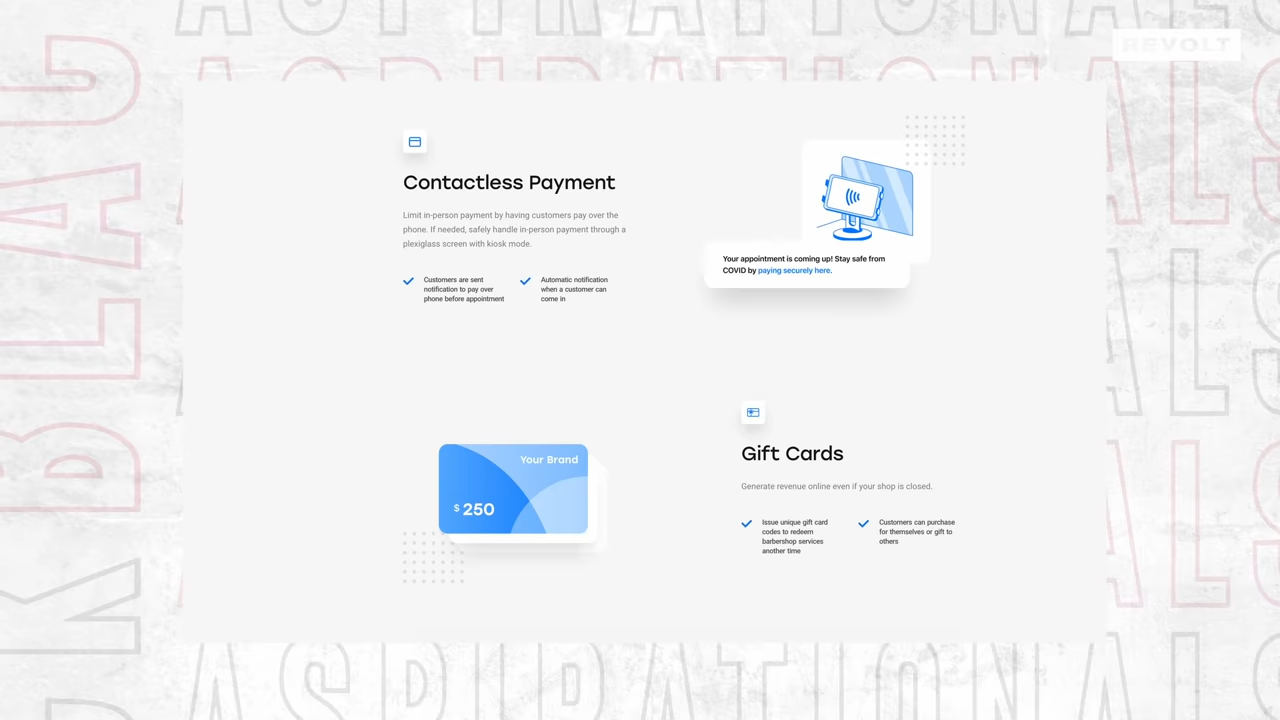 ASPIRATIONALS
REVOLT
Contactless Payment
Limit in-person payment by having customers pay over the
phone. If needed, safely handle in-person payment through a
plexiglass screen with kiosk mode.
Customers are sent
notification to pay over
phone before appointment
Automatic notification
when a customer can
come in
Your appointment is coming up! Stay safe from
COVID by paying securely here.
Gift Cards
Generate revenue online even if your shop is closed.
Issue unique gift card
codes to redeem
barbershop services
another time
Customers can purchase
for themselves or gift to
others
Your Brand
$ 250
ASPIRATIONALS